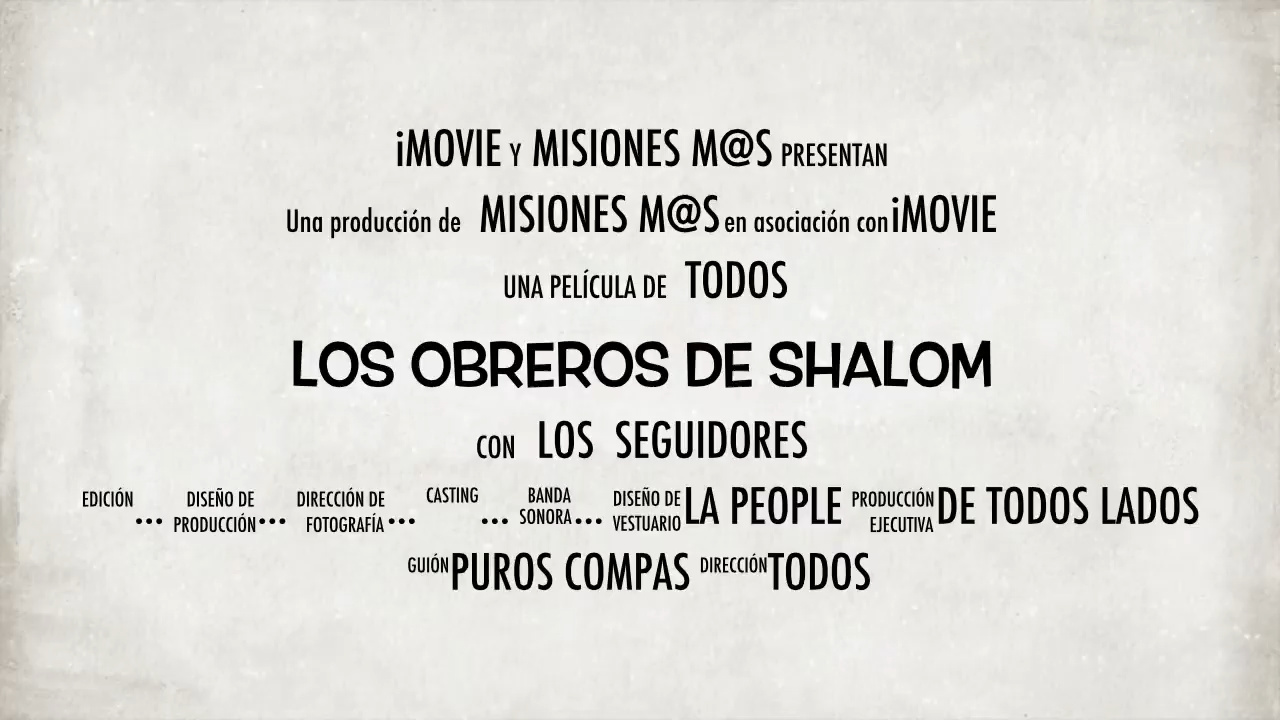 iMOVIE Y MISIONES M@S PRESENTAN
Una producción de MISIONES M@S en asociación con iMOVIE
UNA PELÍCULA DE TODOS
LOS OBREROS DE SHALOM
CON LOS SEGUIDORES
EDICIÓN ... DISEÑO DE PRODUCCIÓN ... DIRECCIÓN DE FOTOGRAFÍA ... CASTING ... BANDA SONORA ... DISEÑO DE VESTUARIO LA PEOPLE PRODUCCIÓN EJECUTIVA DE TODOS LADOS
GUIÓN PUROS COMPAS DIRECCIÓN TODOS